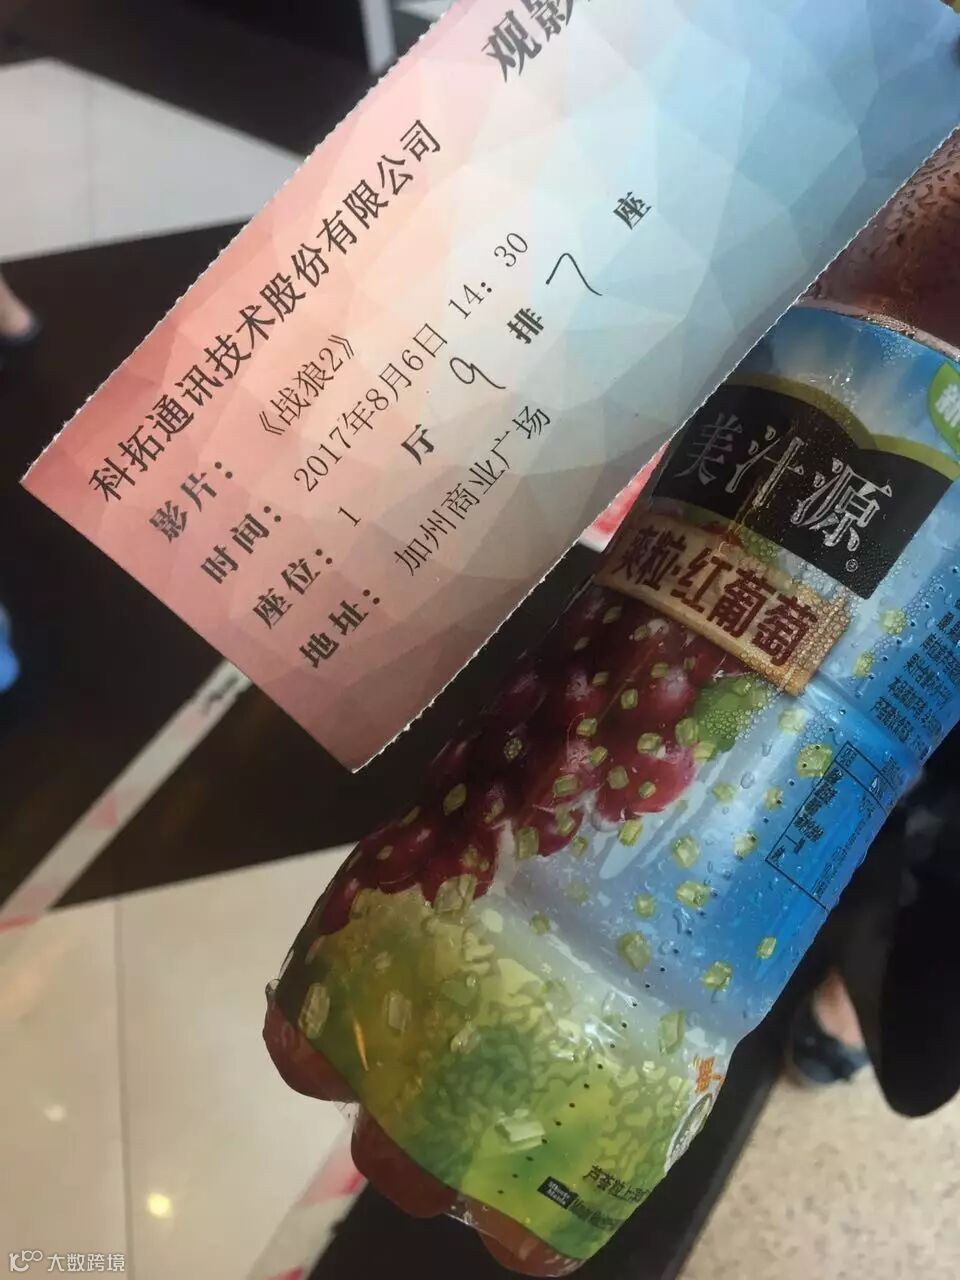 观影
科拓通讯技术股份有限公司
影片：《战狼2》
时间：2017年8月6日 14：30
座位：1 厅 9 排 7 座
地址：加州商业广场
美汁源®
爽粒·红葡萄
芦荟粒
大数跨境